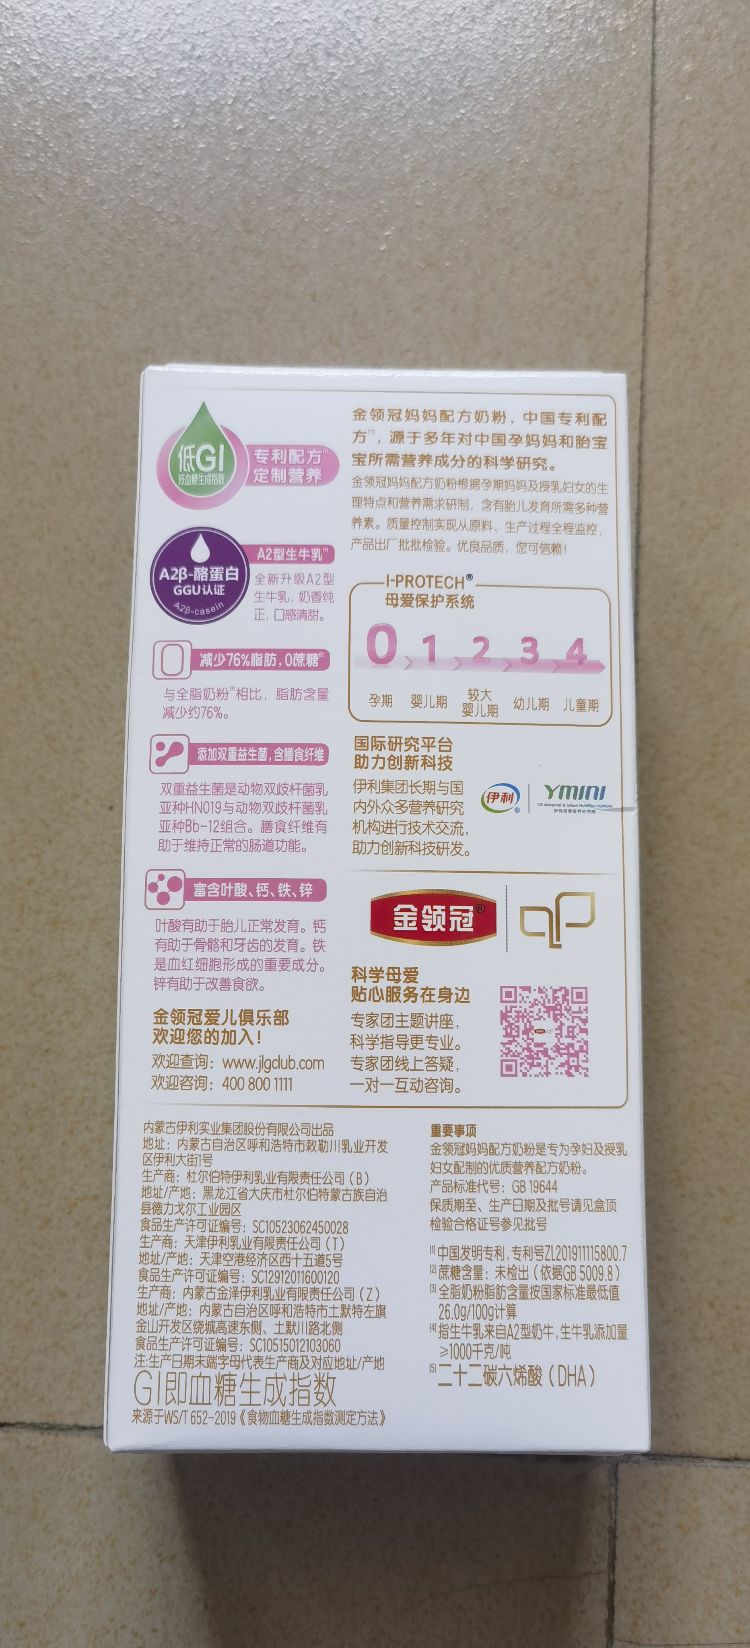 低GI
低血糖生成指数
专利配方[1]
定制营养
A2β-酪蛋白
GGU认证
A2β-casein
A2型生牛乳[4]
全新升级A2型
生牛乳，奶香纯
正，口感清甜。
0
减少76%脂肪，0蔗糖[2]
与全脂奶粉[3]相比，脂肪含量
减少约76%。
添加双重益生菌，含膳食纤维
双重益生菌是动物双歧杆菌乳
亚种HN019与动物双歧杆菌乳
亚种Bb-12组合。膳食纤维有
助于维持正常的肠道功能。
富含叶酸、钙、铁、锌
叶酸有助于胎儿正常发育。钙
有助于骨骼和牙齿的发育。铁
是血红细胞形成的重要成分。
锌有助于改善食欲。
金领冠爱儿俱乐部
欢迎您的加入！
欢迎查询：www.jlgclub.com
欢迎咨询：400 800 1111
金领冠妈妈配方奶粉，中国专利配
方[1]，源于多年对中国孕妈妈和胎宝
宝所需营养成分的科学研究。
金领冠妈妈配方奶粉根据孕期妈妈及授乳妇女的生
理特点和营养需求研制，含有胎儿发育所需多种营
养素。质量控制实现从原料、生产过程全程监控，
产品出厂批批检验。优良品质，您可信赖！
I-PROTECH®
母爱保护系统
0 1 2 3 4
孕期 婴儿期 较大婴儿期 幼儿期 儿童期
国际研究平台
助力创新科技
伊利集团长期与国
内外众多营养研究
机构进行技术交流，
助力创新科技研发。
伊利®
YMINI
金领冠®
科学母爱
贴心服务在身边
专家团主题讲座，
科学指导更专业。
专家团线上答疑，
一对一互动咨询。
内蒙古伊利实业集团股份有限公司出品
地址：内蒙古自治区呼和浩特市敕勒川乳业开发
区伊利大街1号
生产商：杜尔伯特伊利乳业有限责任公司（B）
地址/产地：黑龙江省大庆市杜尔伯特蒙古族自治
县德力戈尔工业园区
食品生产许可证编号：SC10523062450028
生产商：天津伊利乳业有限责任公司（T）
地址/产地：天津空港经济区西十五道5号
食品生产许可证编号：SC12912011600120
生产商：内蒙古金泽伊利乳业有限责任公司（Z）
地址/产地：内蒙古自治区呼和浩特市土默特左旗
金山开发区绕城高速东侧、土默川路北侧
食品生产许可证编号：SC10515012103060
注:生产日期末端字母代表生产商及对应地址/产地
GI即血糖生成指数
来源于WS/T 652-2019《食物血糖生成指数测定方法》
重要事项
金领冠妈妈配方奶粉是专为孕妇及授乳
妇女配制的优质营养配方奶粉。
产品标准代号：GB 19644
保质期至、生产日期及批号请见盒顶
检验合格证号参见批号
[1]中国发明专利，专利号ZL201911115800.7
[2]蔗糖含量：未检出（依据GB 5009.8）
[3]全脂奶粉脂肪含量按国家标准最低值
26.0g/100g计算
[4]指生牛乳来自A2型奶牛，生牛乳添加量
≥1000千克/吨
[5]二十二碳六烯酸（DHA）